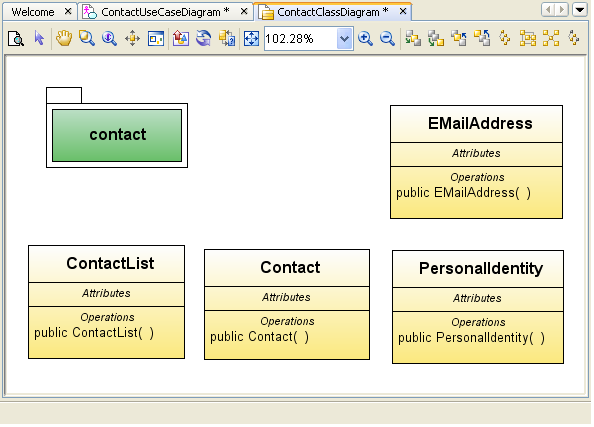 Welcome
ContactUseCaseDiagram *
ContactClassDiagram *
102.28%
contact
EMailAddress
Attributes
Operations
public EMailAddress( )
ContactList
Attributes
Operations
public ContactList( )
Contact
Attributes
Operations
public Contact( )
PersonalIdentity
Attributes
Operations
public PersonalIdentity( )